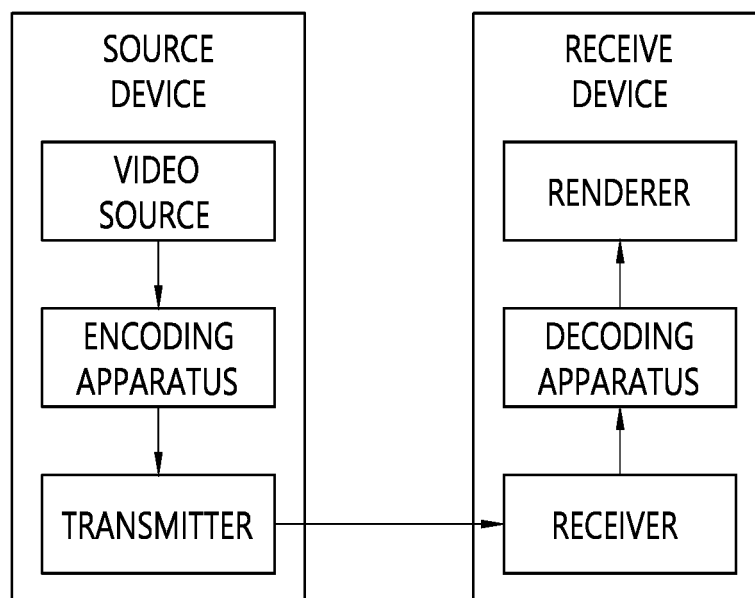 SOURCE
DEVICE
VIDEO
SOURCE
ENCODING
APPARATUS
TRANSMITTER
RECEIVE
DEVICE
RENDERER
DECODING
APPARATUS
RECEIVER